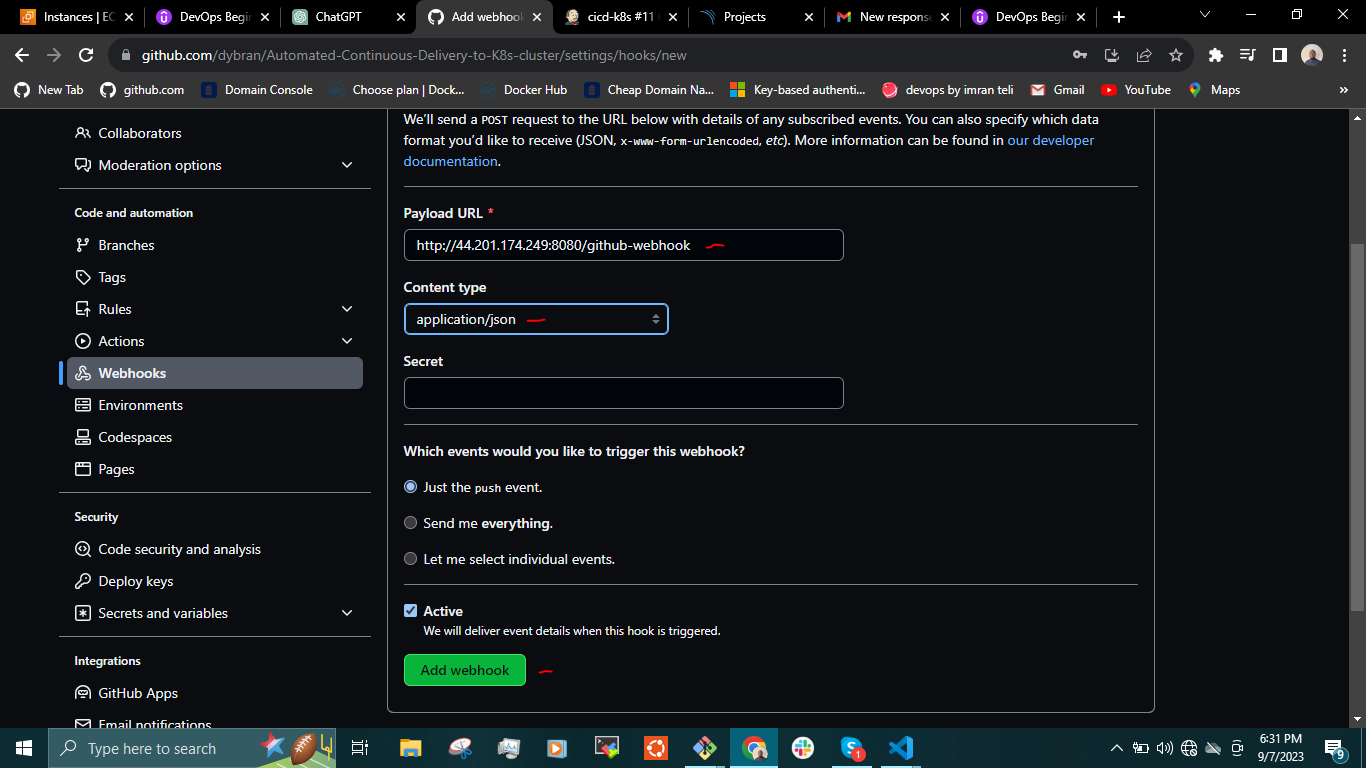 Instances | EC
DevOps Begin
ChatGPT
Add webhook
cicd-k8s #11
Projects
New respons
DevOps Begin
github.com/dybran/Automated-Continuous-Delivery-to-K8s-cluster/settings/hooks/new
New Tab
github.com
Domain Console
Choose plan | Dock...
Docker Hub
Cheap Domain Na...
Key-based authenti...
devops by imran teli
Gmail
YouTube
Maps
»
Collaborators
Moderation options
Code and automation
Branches
Tags
Rules
Actions
Webhooks
Environments
Codespaces
Pages
Security
Code security and analysis
Deploy keys
Secrets and variables
Integrations
GitHub Apps
Email notifications
We'll send a POST request to the URL below with details of any subscribed events. You can also specify which data
format you'd like to receive (JSON, x-www-form-urlencoded, etc). More information can be found in our developer
documentation.
Payload URL *
http://44.201.174.249:8080/github-webhook
Content type
application/json
Secret
Which events would you like to trigger this webhook?
Just the push event.
Send me everything.
Let me select individual events.
Active
We will deliver event details when this hook is triggered.
Add webhook
Type here to search
1
6:31 PM
9/7/2023
9